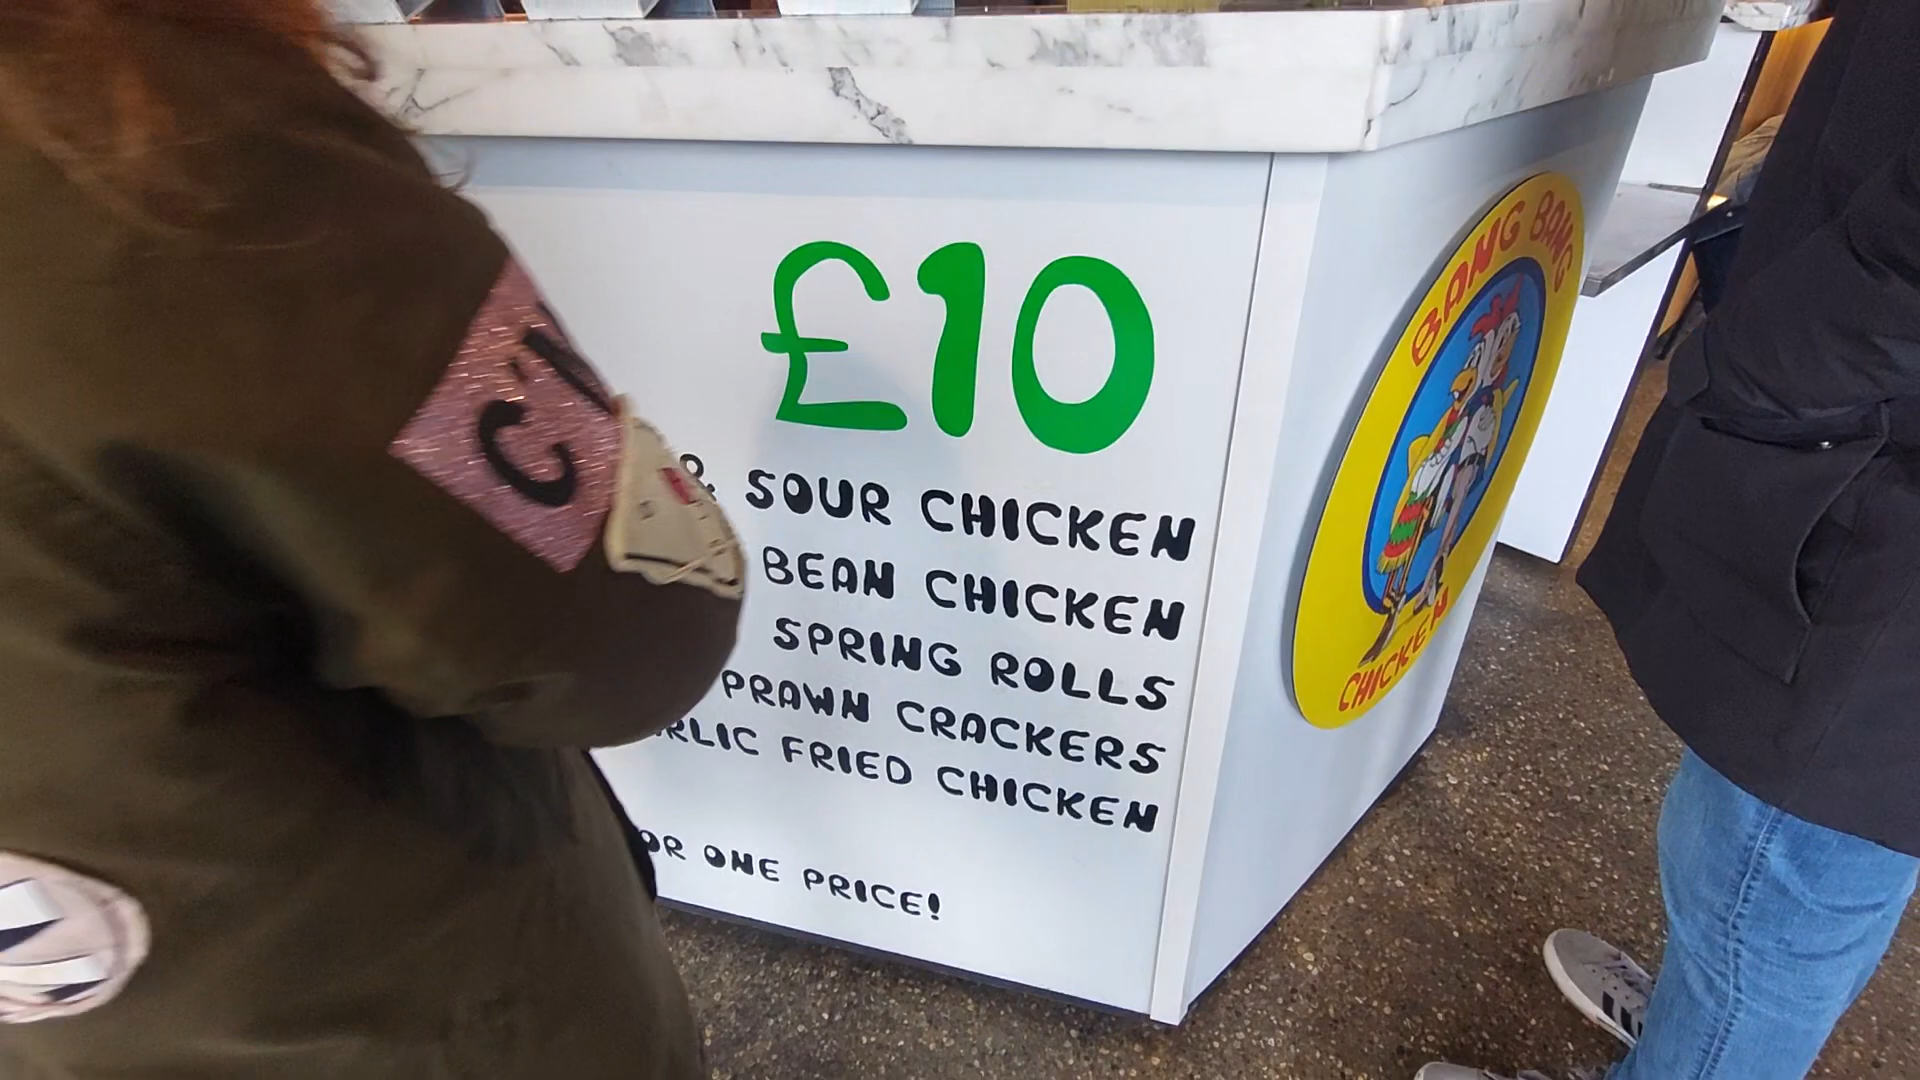 £10
& SOUR CHICKEN
BEAN CHICKEN
SPRING ROLLS
PRAWN CRACKERS
RLIC FRIED CHICKEN
OR ONE PRICE!
BANG BANG
CHICKEN